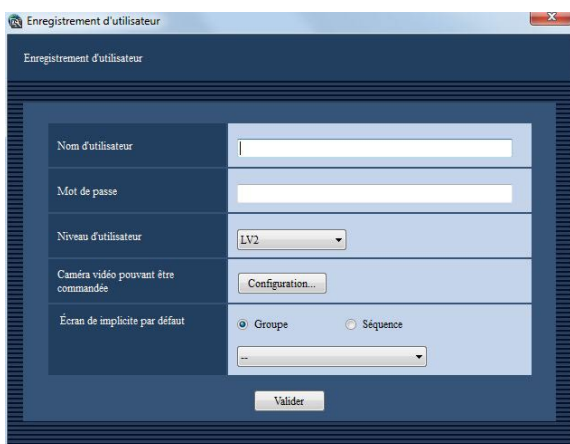 Enregistrement d'utilisateur
Enregistrement d'utilisateur
Nom d'utilisateur
Mot de passe
Niveau d'utilisateur
LV2
Caméra vidéo pouvant être
commandée
Configuration...
Écran de implicite par défaut
Groupe
Séquence
--
Valider